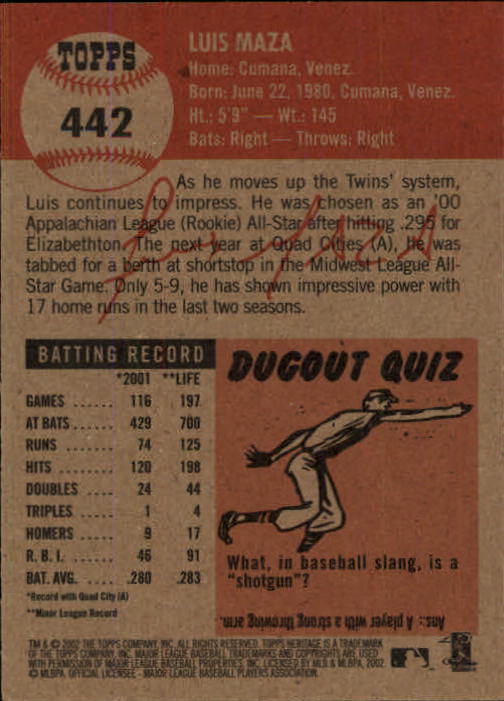 TOPPS
442
LUIS MAZA
Home: Cumana, Venez.
Born: June 22, 1980, Cumana, Venez.
Ht.: 5'9" — Wt.: 145
Bats: Right — Throws: Right
As he moves up the Twins' system,
Luis continues to impress. He was chosen as an '00
Appalachian League (Rookie) All-Star after hitting .295 for
Elizabethton. The next year at Quad Cities (A), he was
tabbed for a berth at shortstop in the Midwest League All-
Star Game. Only 5-9, he has shown impressive power with
17 home runs in the last two seasons.
Luis Maza
BATTING RECORD
*2001 **LIFE
GAMES ...... 116 197
AT BATS ..... 429 700
RUNS ....... 74 125
HITS ........ 120 198
DOUBLES .... 24 44
TRIPLES ..... 1 4
HOMERS ..... 9 17
R. B. I. ...... 46 91
BAT. AVG. .... .280 .283
*Record with Quad City (A)
**Minor League Record
DUGOUT QUIZ
What, in baseball slang, is a
"shotgun"?
Ans.: A player with a strong throwing arm.
TM & © 2002 THE TOPPS COMPANY, INC. ALL RIGHTS RESERVED. TOPPS HERITAGE IS A TRADEMARK
OF THE TOPPS COMPANY, INC. MAJOR LEAGUE BASEBALL TRADEMARKS AND COPYRIGHTS ARE USED
WITH PERMISSION OF MAJOR LEAGUE BASEBALL PROPERTIES, INC. LICENSED BY MLB & MLBPA, 2002.
© MLBPA. OFFICIAL LICENSEE - MAJOR LEAGUE BASEBALL PLAYERS ASSOCIATION.